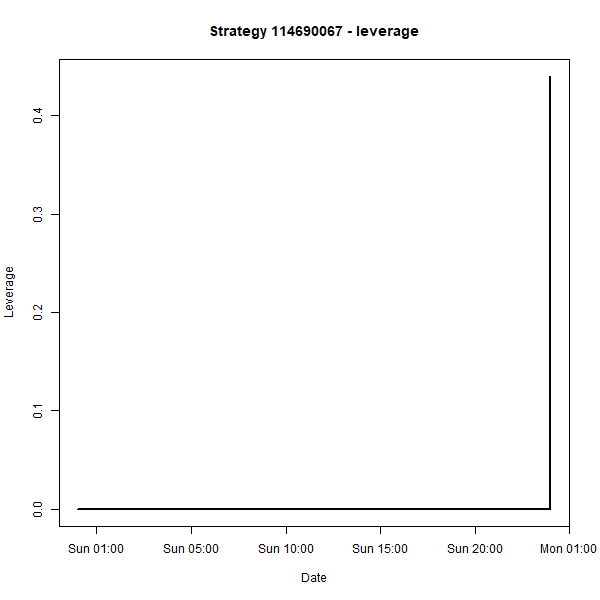 Strategy 114690067 - leverage
Leverage
0.4
0.3
0.2
0.1
0.0
Sun 01:00 Sun 05:00 Sun 10:00 Sun 15:00 Sun 20:00 Mon 01:00
Date